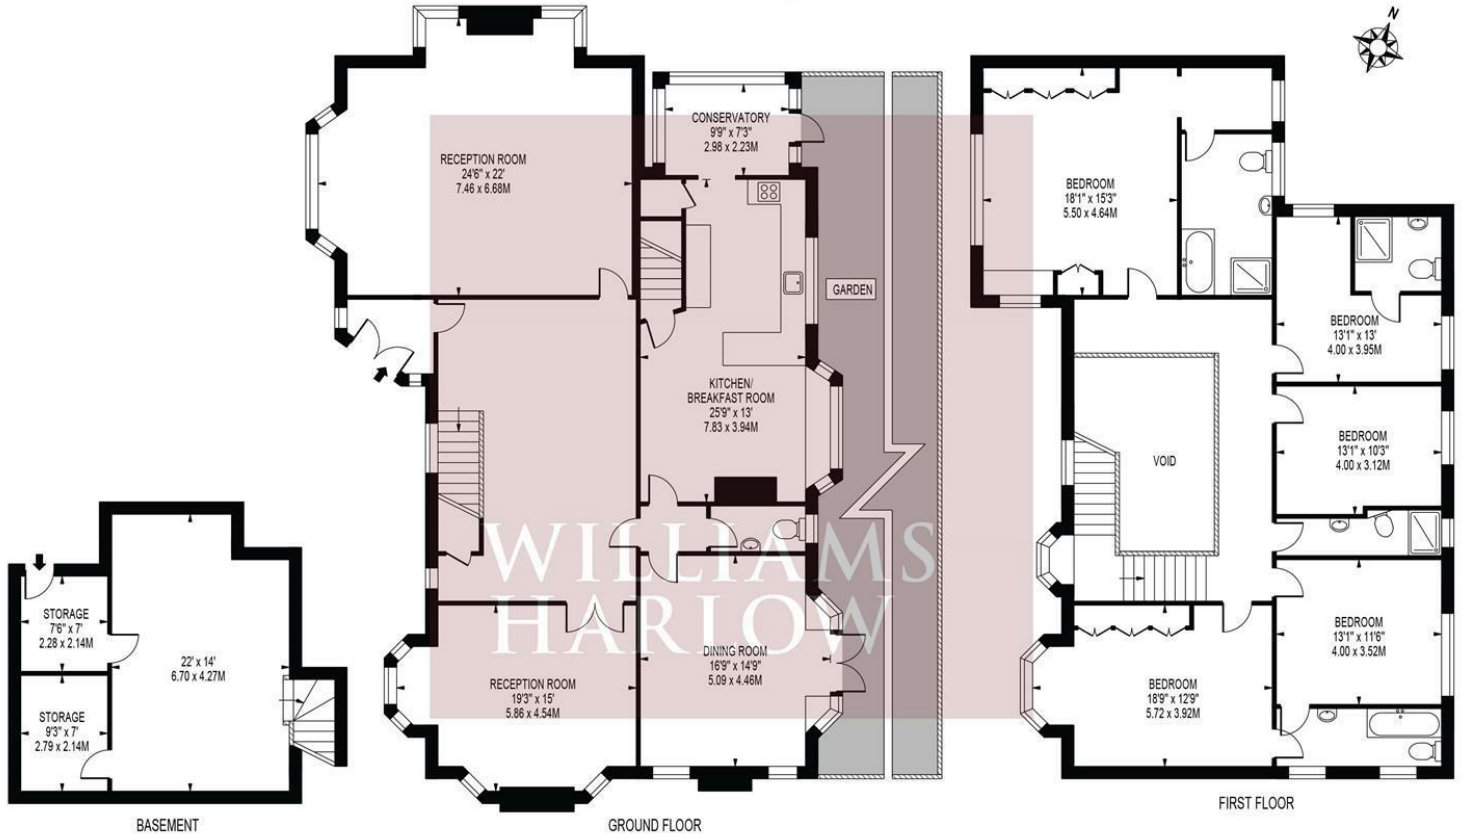 N
CONSERVATORY
9'9" x 7'3"
2.98 x 2.23M
RECEPTION ROOM
24'6" x 22'
7.46 x 6.68M
GARDEN
KITCHEN/
BREAKFAST ROOM
25'9" x 13'
7.83 x 3.94M
DINING ROOM
16'9" x 14'9"
5.09 x 4.46M
RECEPTION ROOM
19'3" x 15'
5.86 x 4.54M
GROUND FLOOR
STORAGE
7'6" x 7'
2.28 x 2.14M
22' x 14'
6.70 x 4.27M
STORAGE
9'3" x 7'
2.79 x 2.14M
BASEMENT
BEDROOM
18'1" x 15'3"
5.50 x 4.64M
BEDROOM
13'1" x 13'
4.00 x 3.95M
BEDROOM
13'1" x 10'3"
4.00 x 3.12M
VOID
BEDROOM
13'1" x 11'6"
4.00 x 3.52M
BEDROOM
18'9" x 12'9"
5.72 x 3.92M
FIRST FLOOR
WILLIAMS
HARLOW